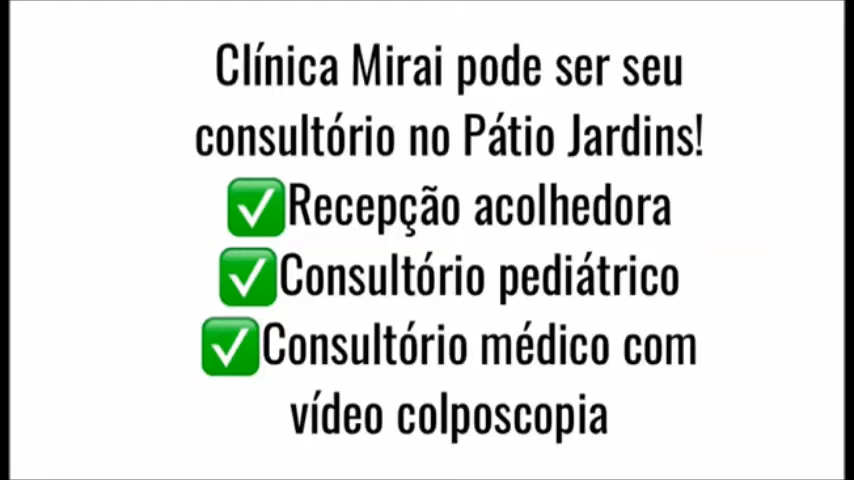 Clínica Mirai pode ser seu
consultório no Pátio Jardins!
✅Recepção acolhedora
✅Consultório pediátrico
✅Consultório médico com
vídeo colposcopia